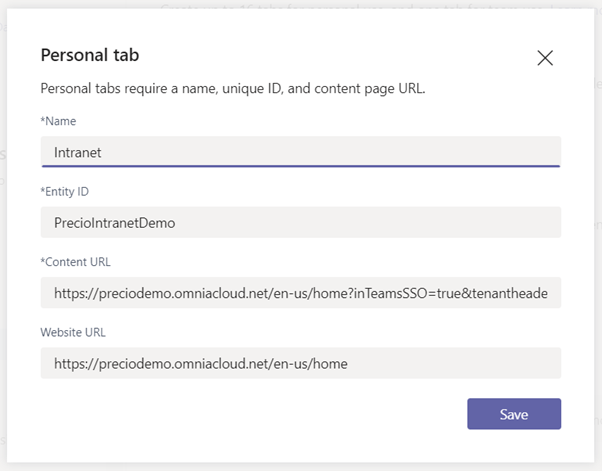 Personal tab
Personal tabs require a name, unique ID, and content page URL.
*Name
Intranet
*Entity ID
PrecioIntranetDemo
*Content URL
https://preciodemo.omniacloud.net/en-us/home?inTeamsSSO=true&tenantheade
Website URL
https://preciodemo.omniacloud.net/en-us/home
Save